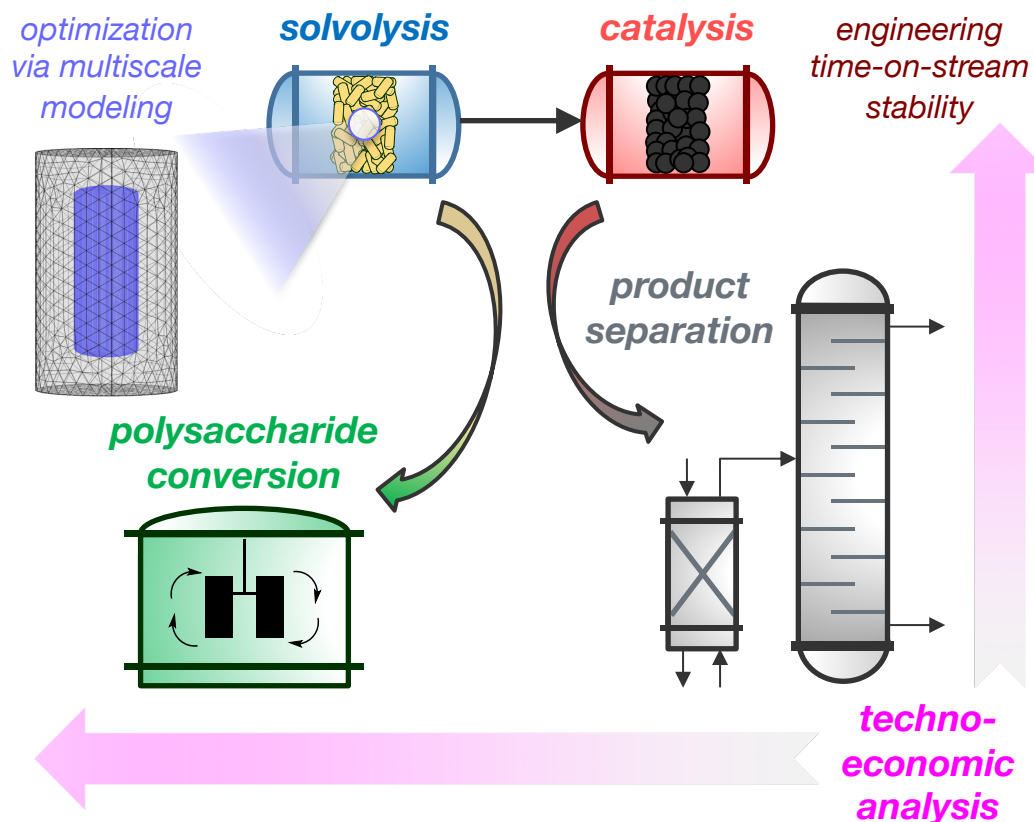 optimization
via multiscale
modeling
solvolysis
catalysis
engineering
time-on-stream
stability
product
separation
polysaccharide
conversion
techno-
economic
analysis